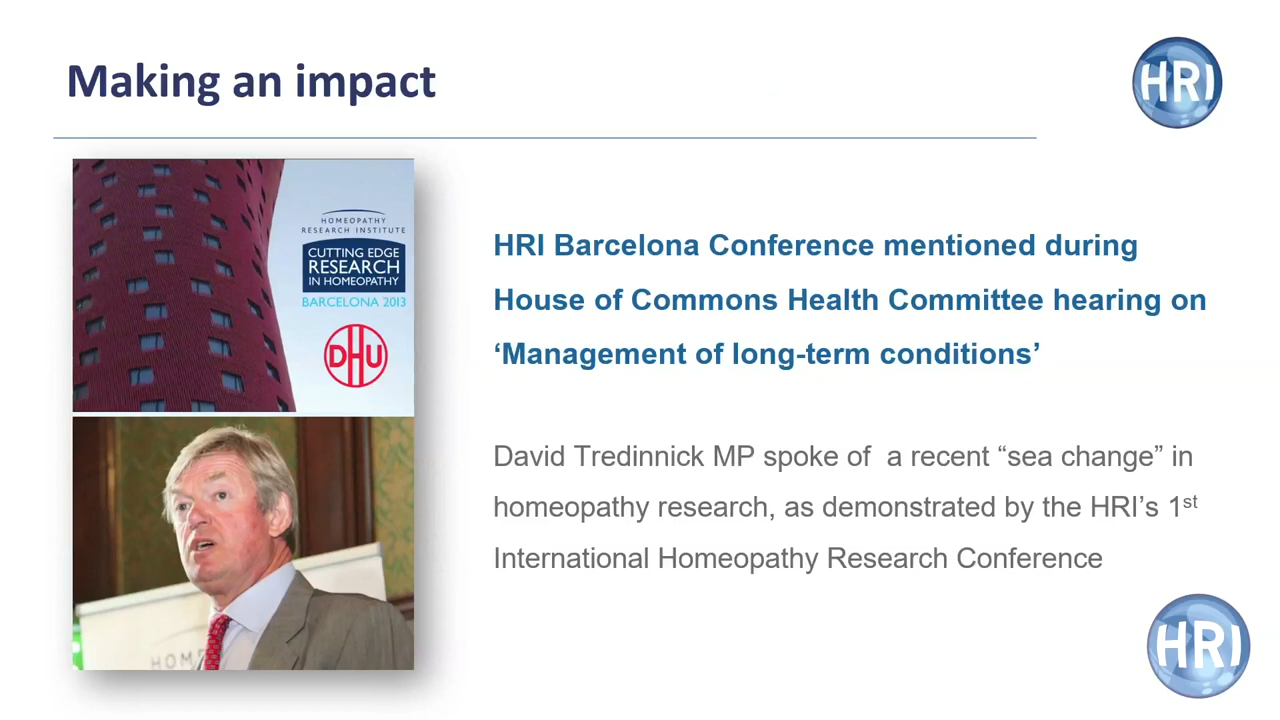 Making an impact
HRI
HOMEOPATHY
RESEARCH INSTITUTE
CUTTING EDGE
RESEARCH
IN HOMEOPATHY
BARCELONA 2013
DHU
HRI Barcelona Conference mentioned during
House of Commons Health Committee hearing on
‘Management of long-term conditions’
David Tredinnick MP spoke of  a recent “sea change” in
homeopathy research, as demonstrated by the HRI’s 1st
International Homeopathy Research Conference
HOM
HRI